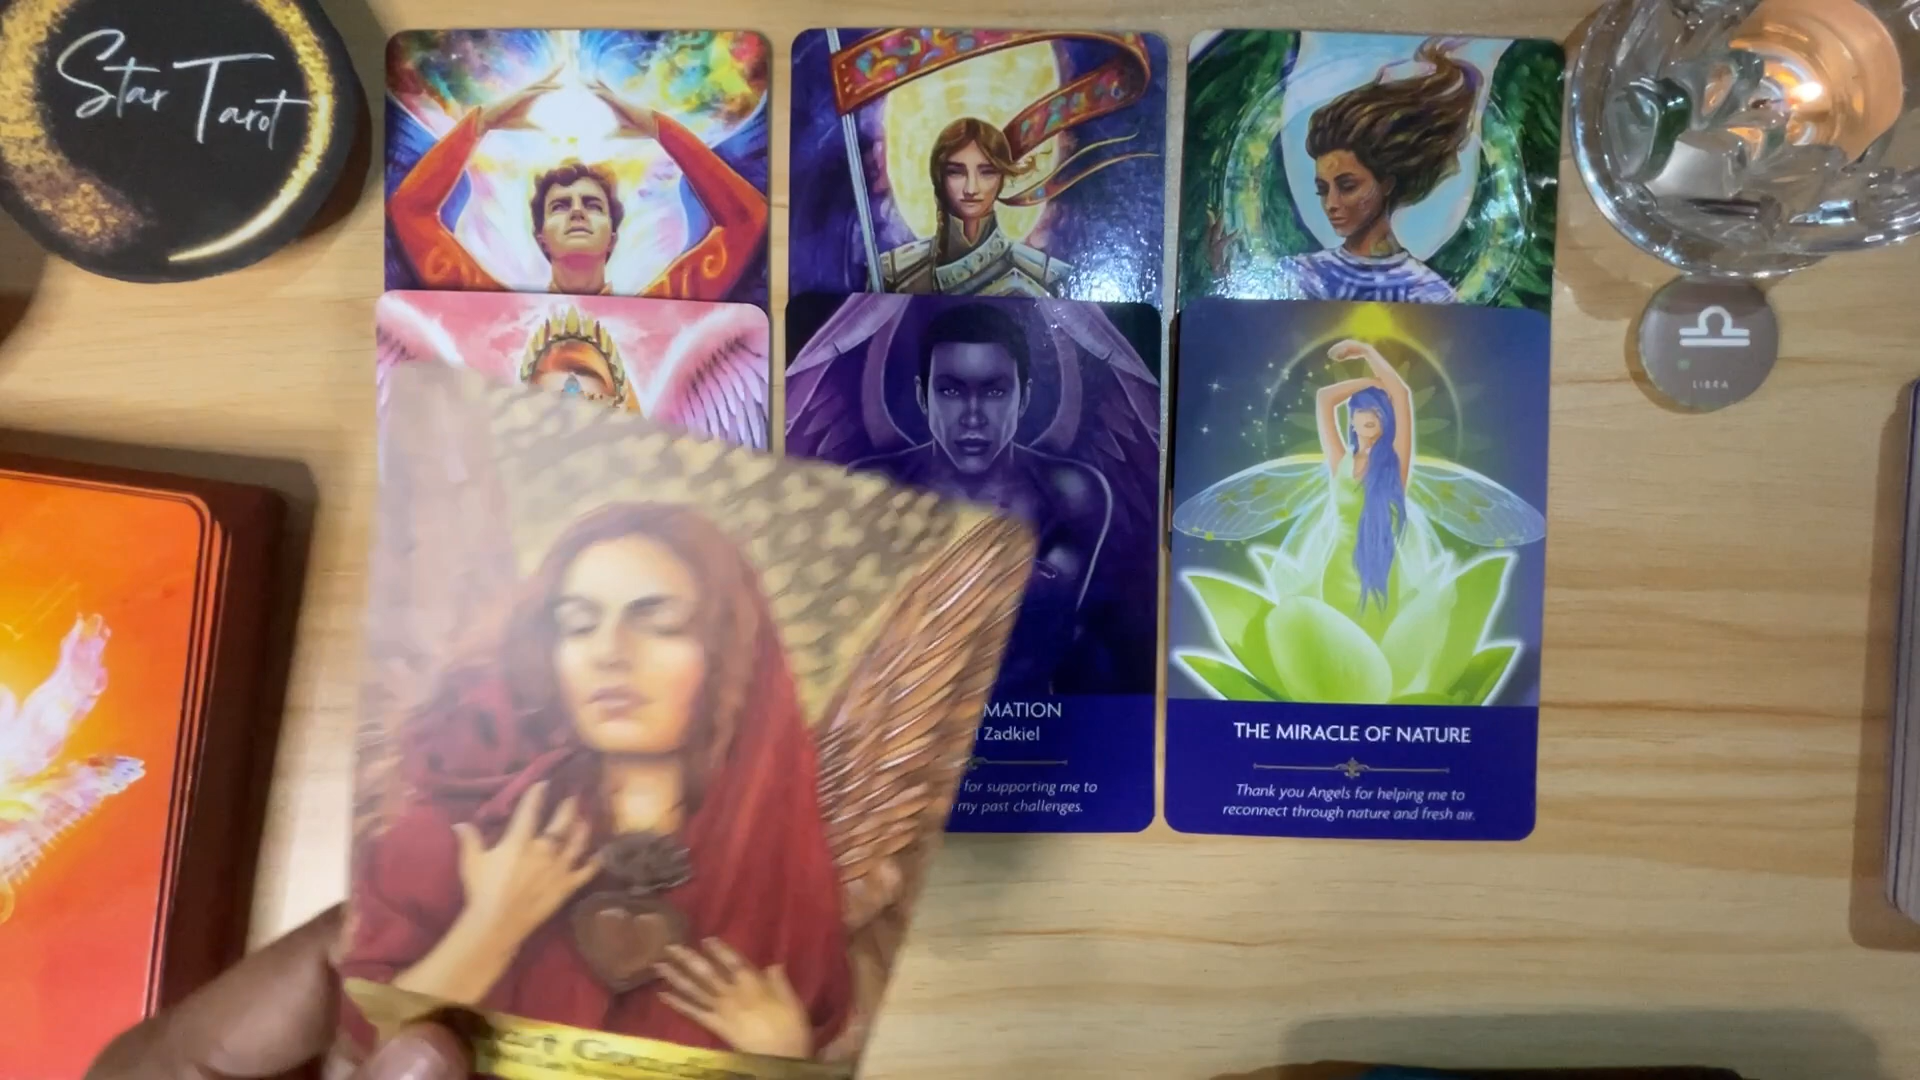 Star Tarot
LIBRA
MATION
l Zadkiel
for supporting me to
my past challenges.
THE MIRACLE OF NATURE
Thank you Angels for helping me to
reconnect through nature and fresh air.